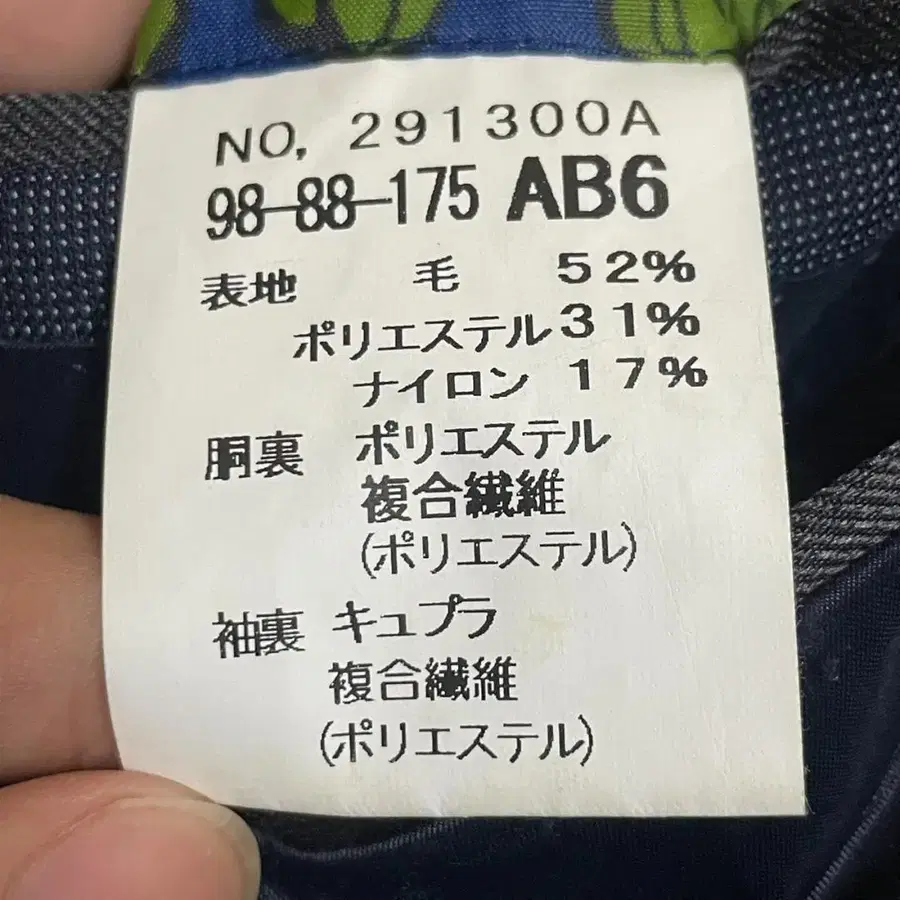 NO, 291300A
98-88-175 AB6
表地 毛 52%
ポリエステル 31%
ナイロン 17%
胴裏 ポリエステル
複合繊維
(ポリエステル)
袖裏 キュプラ
複合繊維
(ポリエステル)